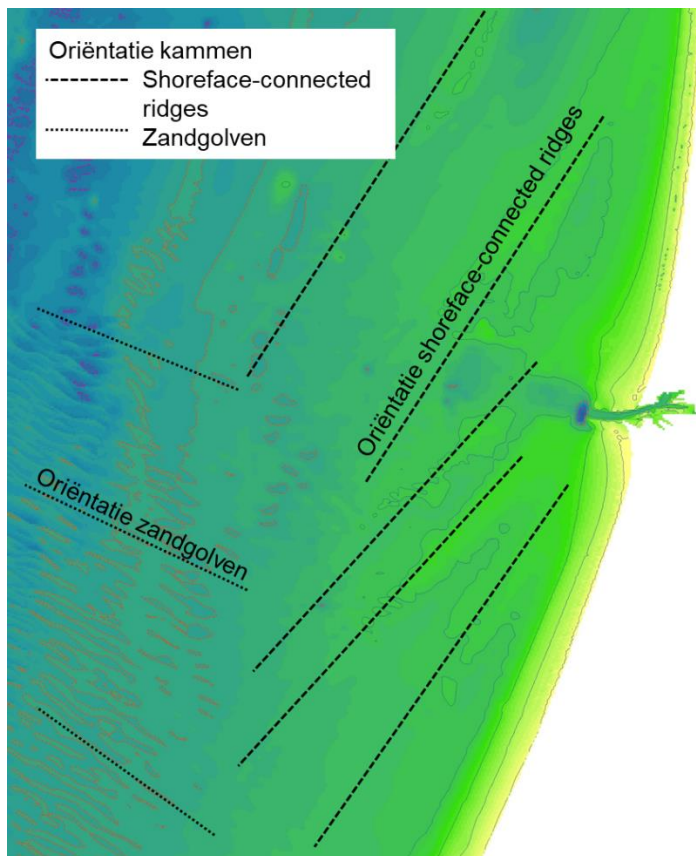 Oriëntatie kammen
Shoreface-connected
ridges
Zandgolven
Oriëntatie shoreface-connected ridges
Oriëntatie zandgolven